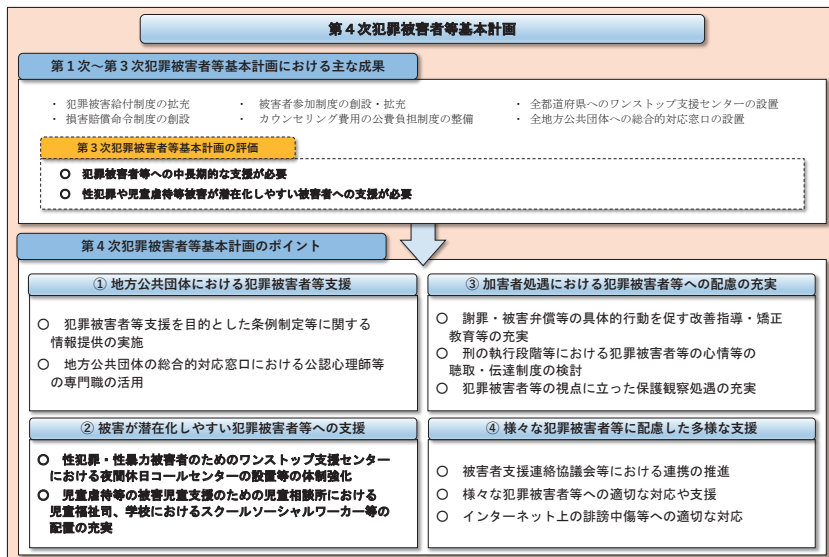 第4次犯罪被害者等基本計画
第1次～第3次犯罪被害者等基本計画における主な成果
・ 犯罪被害給付制度の拡充
・ 損害賠償命令制度の創設
・ 被害者参加制度の創設・拡充
・ カウンセリング費用の公費負担制度の整備
・ 全都道府県へのワンストップ支援センターの設置
・ 全地方公共団体への総合的対応窓口の設置
第3次犯罪被害者等基本計画の評価
○ 犯罪被害者等への中長期的な支援が必要
○ 性犯罪や児童虐待等被害が潜在化しやすい被害者への支援が必要
第4次犯罪被害者等基本計画のポイント
① 地方公共団体における犯罪被害者等支援
○ 犯罪被害者等支援を目的とした条例制定等に関する
情報提供の実施
○ 地方公共団体の総合的対応窓口における公認心理師等
の専門職の活用
② 被害が潜在化しやすい犯罪被害者等への支援
○ 性犯罪・性暴力被害者のためのワンストップ支援センター
における夜間休日コールセンターの設置等の体制強化
○ 児童虐待等の被害児童支援のための児童相談所における
児童福祉司、学校におけるスクールソーシャルワーカー等の
配置の充実
③ 加害者処遇における犯罪被害者等への配慮の充実
○ 謝罪・被害弁償等の具体的行動を促す改善指導・矯正
教育等の充実
○ 刑の執行段階等における犯罪被害者等の心情等の
聴取・伝達制度の検討
○ 犯罪被害者等の視点に立った保護観察処遇の充実
④ 様々な犯罪被害者等に配慮した多様な支援
○ 被害者支援連絡協議会等における連携の推進
○ 様々な犯罪被害者等への適切な対応や支援
○ インターネット上の誹謗中傷等への適切な対応